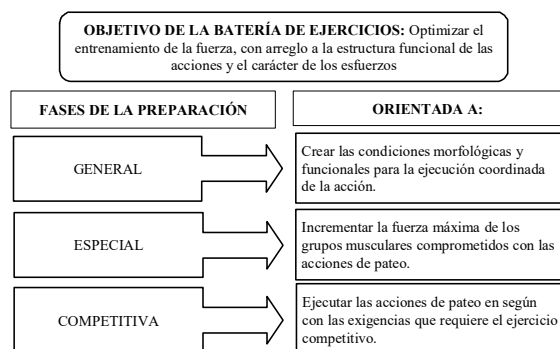 OBJETIVO DE LA BATERÍA DE EJERCICIOS: Optimizar el
entrenamiento de la fuerza, con arreglo a la estructura funcional de las
acciones y el carácter de los esfuerzos
FASES DE LA PREPARACIÓN
ORIENTADA A:
GENERAL
Crear las condiciones morfológicas y
funcionales para la ejecución coordinada
de la acción.
ESPECIAL
Incrementar la fuerza máxima de los
grupos musculares comprometidos con las
acciones de pateo.
COMPETITIVA
Ejecutar las acciones de pateo en según
con las exigencias que requiere el ejercicio
competitivo.